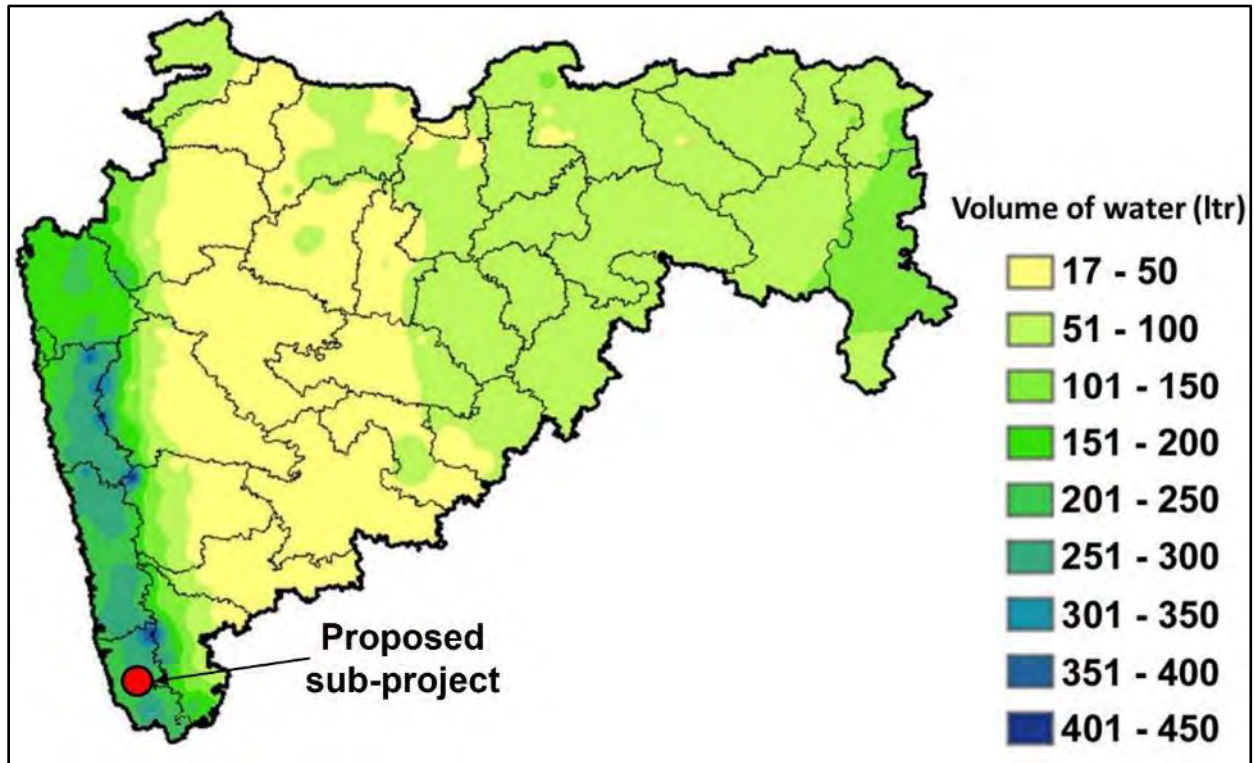 Volume of water (ltr)
17 - 50
51 - 100
101 - 150
151 - 200
201 - 250
251 - 300
301 - 350
351 - 400
401 - 450
Proposed
sub-project